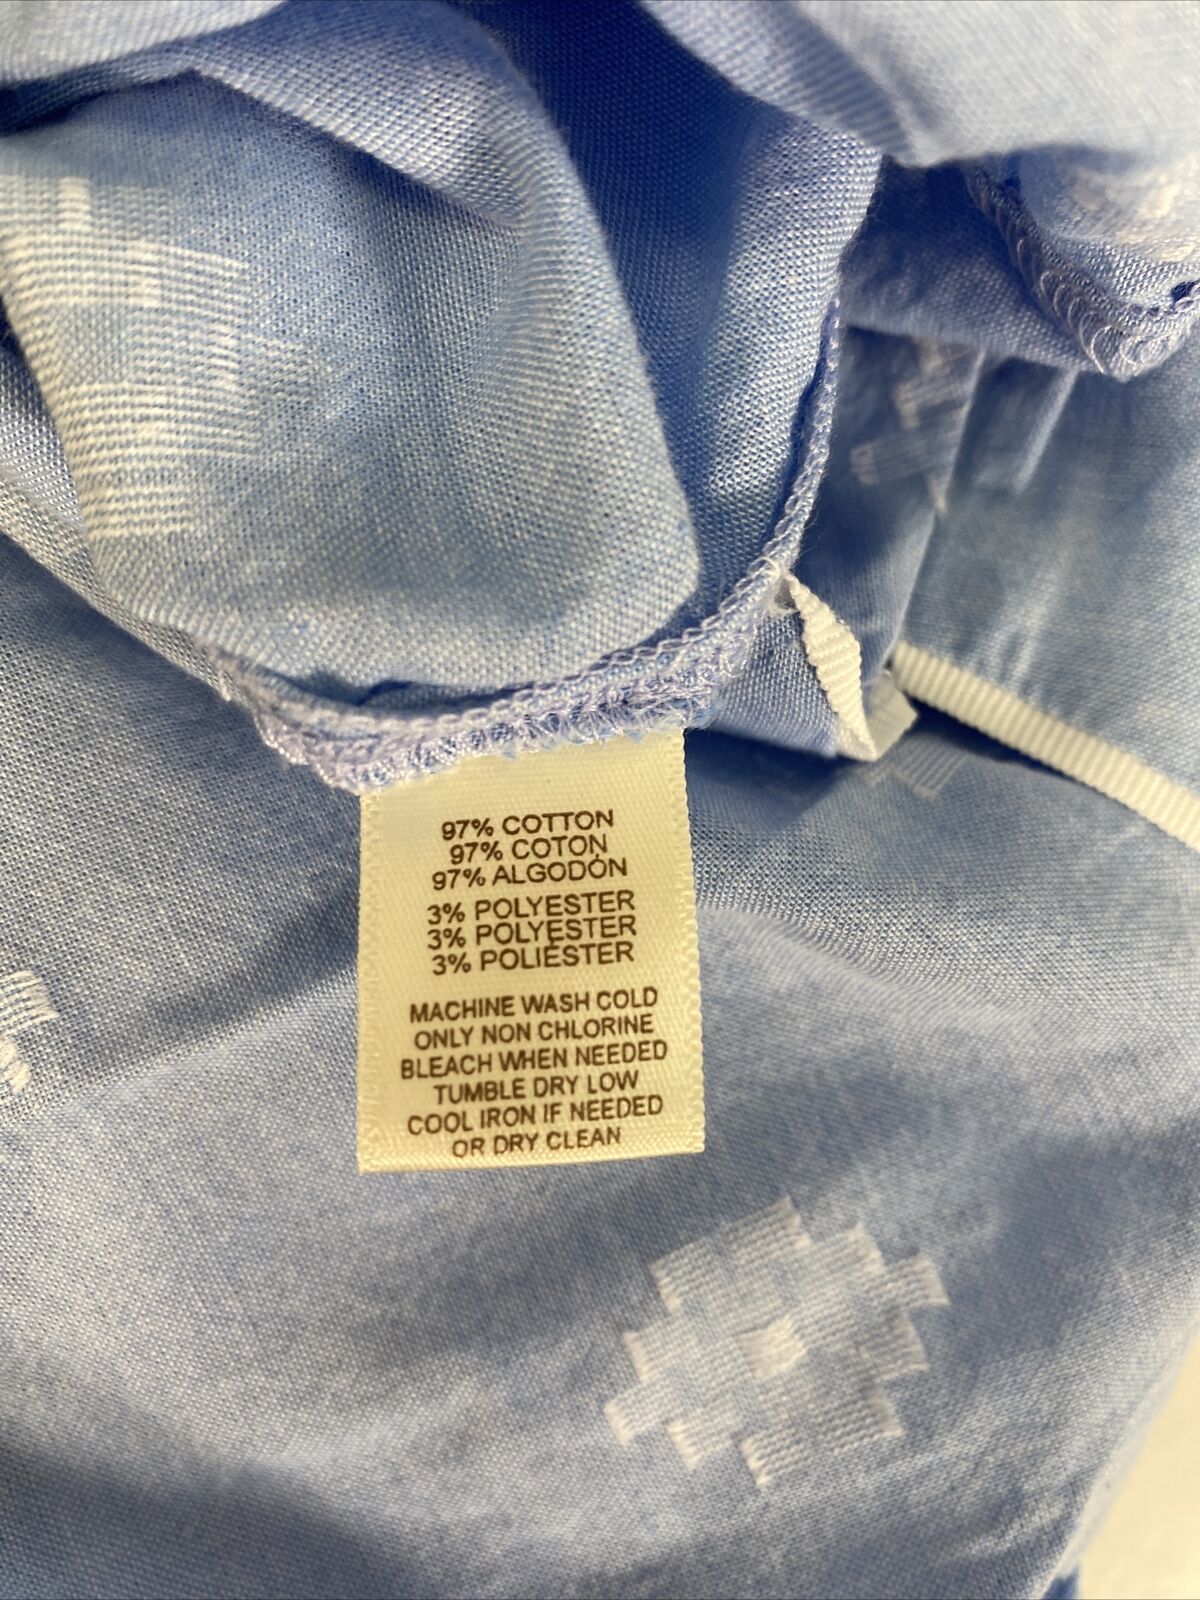 97% COTTON
97% COTON
97% ALGODÓN
3% POLYESTER
3% POLYESTER
3% POLIÉSTER
MACHINE WASH COLD
ONLY NON CHLORINE
BLEACH WHEN NEEDED
TUMBLE DRY LOW
COOL IRON IF NEEDED
OR DRY CLEAN